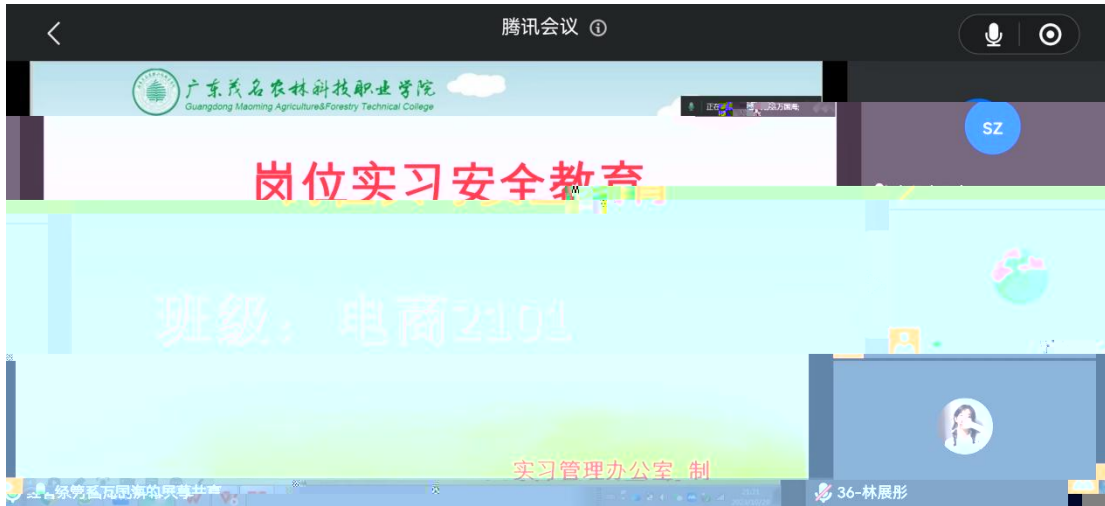 腾讯会议
广东茂名农林科技职业学院
Guangdong Maoming Agriculture&Forestry Technical College
SZ
岗位实习安全教育
班级：电商2101
实习管理办公室 制
36-林展彤